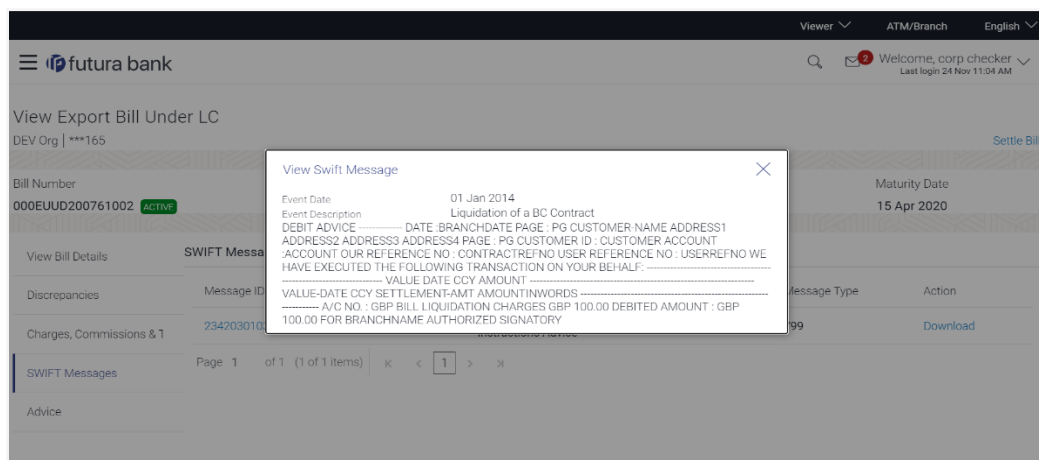 Viewer ATM/Branch English
futura bank
2
Welcome, corp checker
Last login 24 Nov 11:04 AM
View Export Bill Under LC
DEV Org | ***165
Settle Bill
Bill Number
Maturity Date
000EUUD200761002 ACTIVE
15 Apr 2020
View Bill Details
Discrepancies
Charges, Commissions & T
SWIFT Messages
Advice
SWIFT Messa
Message ID
Message Type
Action
2342030102
Instructions Advice
799
Download
Page 1 of 1 (1 of 1 items) 1
View Swift Message
Event Date 01 Jan 2014
Event Description Liquidation of a BC Contract
DEBIT ADVICE ------------ DATE :BRANCHDATE PAGE : PG CUSTOMER-NAME ADDRESS1
ADDRESS2 ADDRESS3 ADDRESS4 PAGE : PG CUSTOMER ID : CUSTOMER ACCOUNT
:ACCOUNT OUR REFERENCE NO : CONTRACTREFNO USER REFERENCE NO : USERREFNO WE
HAVE EXECUTED THE FOLLOWING TRANSACTION ON YOUR BEHALF: -----------------------------------
----------------------------- VALUE DATE CCY AMOUNT ----------------------------------------------------------------
VALUE-DATE CCY SETTLEMENT-AMT AMOUNTINWORDS -----------------------------------------------------
----------- A/C NO. : GBP BILL LIQUIDATION CHARGES GBP 100.00 DEBITED AMOUNT : GBP
100.00 FOR BRANCHNAME AUTHORIZED SIGNATORY